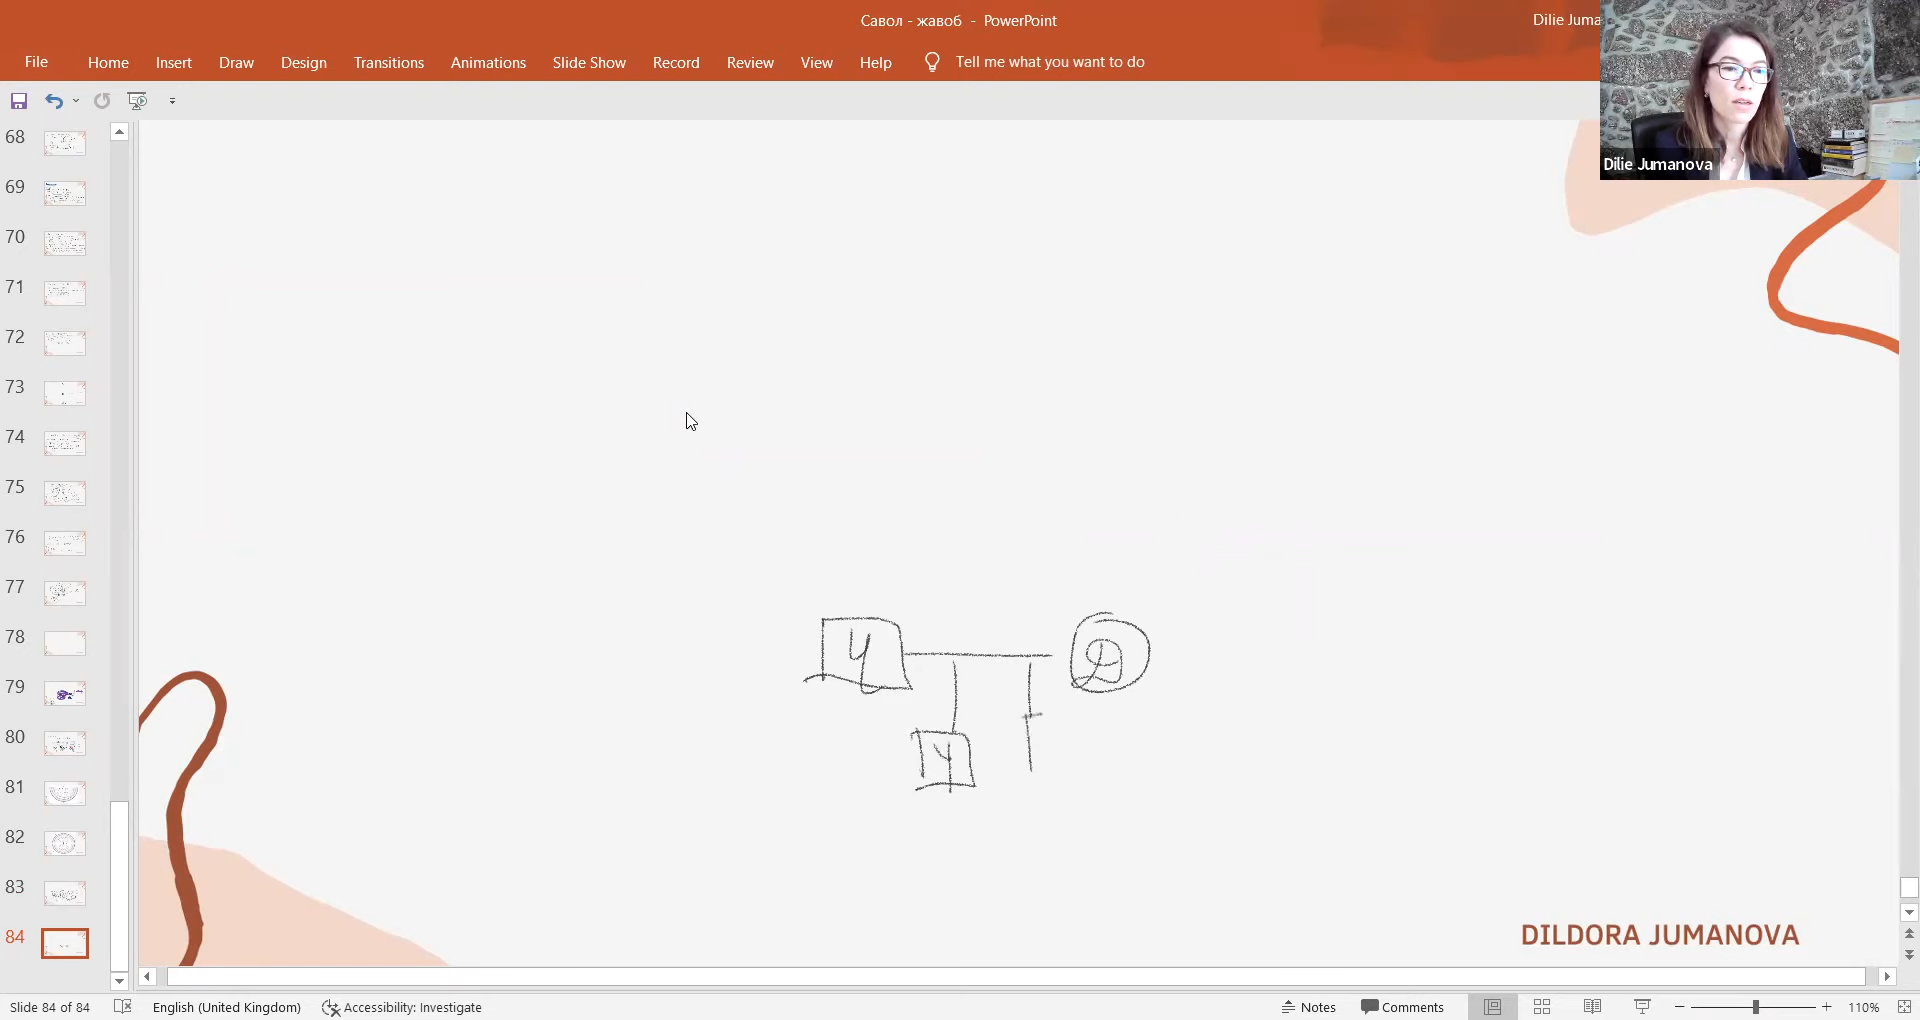 Савол - жавоб - PowerPoint
Dilie Juma
File Home Insert Draw Design Transitions Animations Slide Show Record Review View Help Tell me what you want to do
Dilie Jumanova
68
69
70
71
72
73
74
75
76
77
78
79
80
81
82
83
84
Ч
Д
Ч
DILDORA JUMANOVA
Slide 84 of 84 English (United Kingdom) Accessibility: Investigate Notes Comments 110%